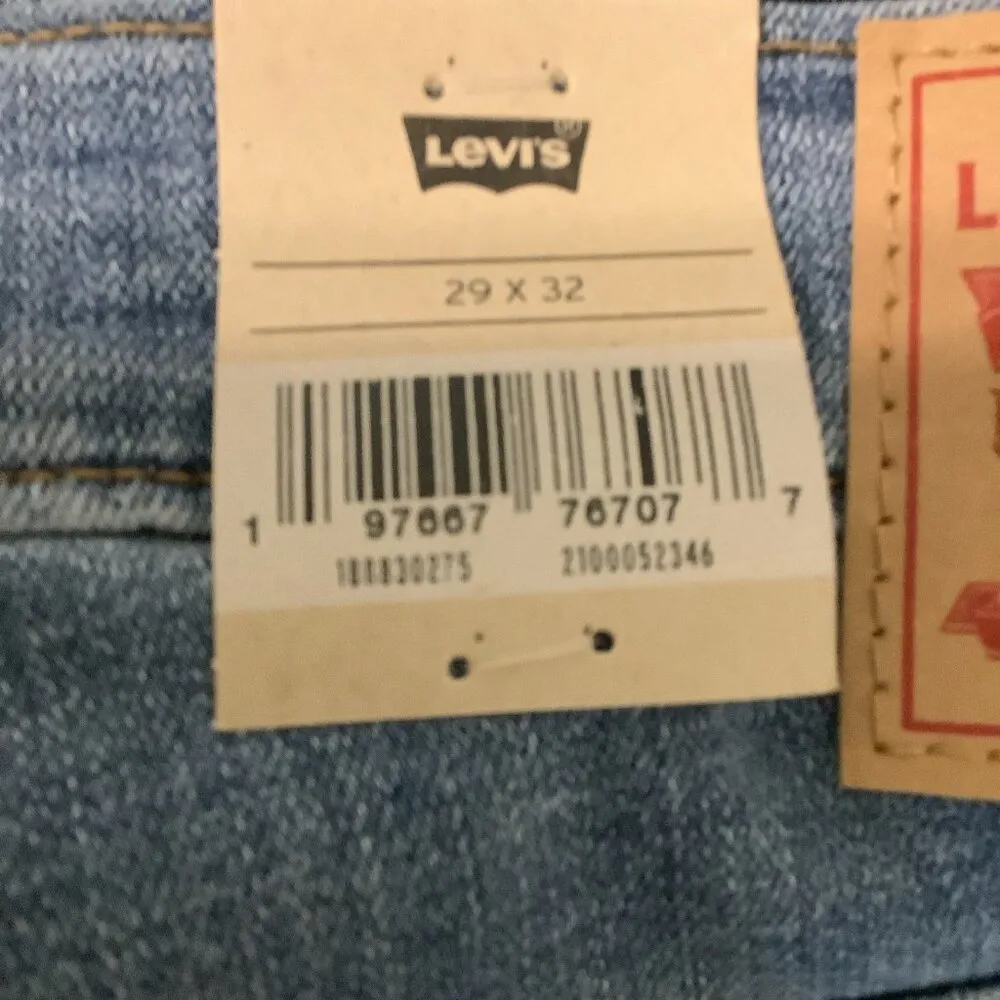 LEVI'S
29 X 32
1 97667 76707 7
188830275 2100052346
L